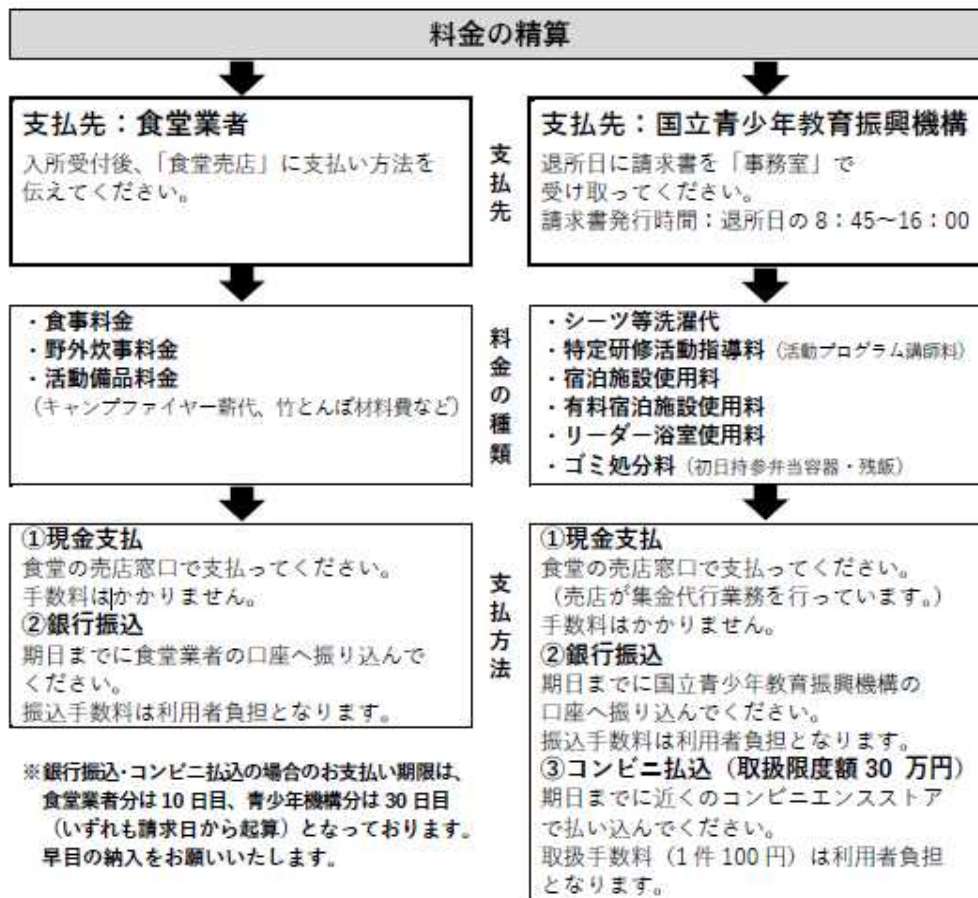 料金の精算
支払先：食堂業者
入所受付後、「食堂売店」に支払い方法を
伝えてください。
支払先
支払先：国立青少年教育振興機構
退所日に請求書を「事務室」で
受け取ってください。
請求書発行時間：退所日の 8：45～16：00
・食事料金
・野外炊事料金
・活動備品料金
（キャンプファイヤー薪代、竹とんぼ材料費など）
料金の種類
・シーツ等洗濯代
・特定研修活動指導料（活動プログラム講師料）
・宿泊施設使用料
・有料宿泊施設使用料
・リーダー浴室使用料
・ゴミ処分料（初日持参弁当容器・残飯）
①現金支払
食堂の売店窓口で支払ってください。
手数料はかかりません。
②銀行振込
期日までに食堂業者の口座へ振り込んで
ください。
振込手数料は利用者負担となります。
※銀行振込･コンビニ払込の場合のお支払い期限は、
食堂業者分は 10 日目、青少年機構分は 30 日目
（いずれも請求日から起算）となっております。
早目の納入をお願いいたします。
支払方法
①現金支払
食堂の売店窓口で支払ってください。
（売店が集金代行業務を行っています。）
手数料はかかりません。
②銀行振込
期日までに国立青少年教育振興機構の
口座へ振り込んでください。
振込手数料は利用者負担となります。
③コンビニ払込（取扱限度額 30 万円）
期日までに近くのコンビニエンスストア
で払い込んでください。
取扱手数料（1 件 100 円）は利用者負担
となります。